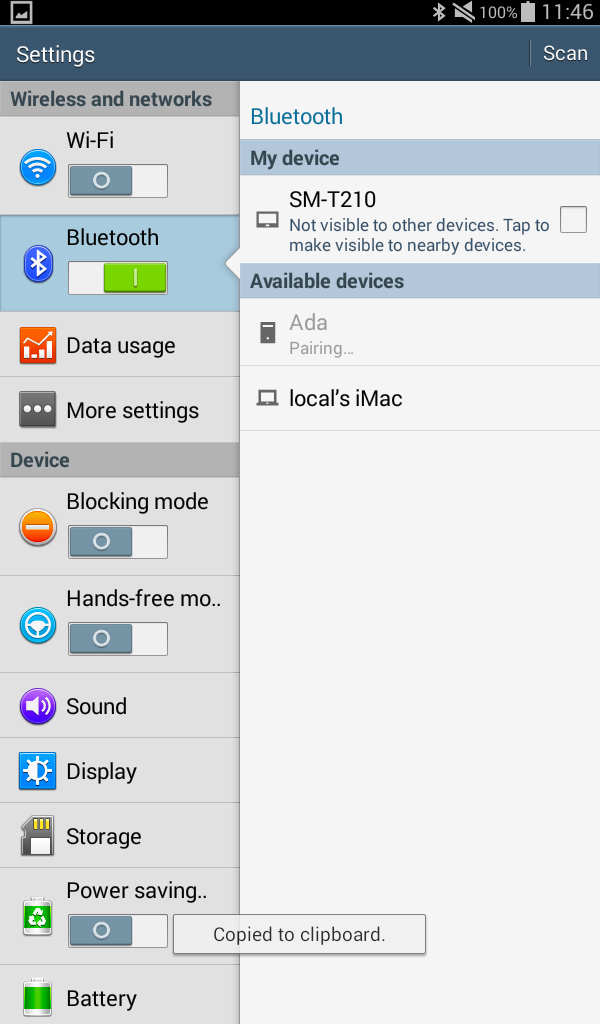 100% 11:46
Settings
Scan
Wireless and networks
Wi-Fi
Bluetooth
Data usage
More settings
Device
Blocking mode
Hands-free mo..
Sound
Display
Storage
Power saving..
Battery
Bluetooth
My device
SM-T210
Not visible to other devices. Tap to
make visible to nearby devices.
Available devices
Ada
Pairing...
local's iMac
Copied to clipboard.